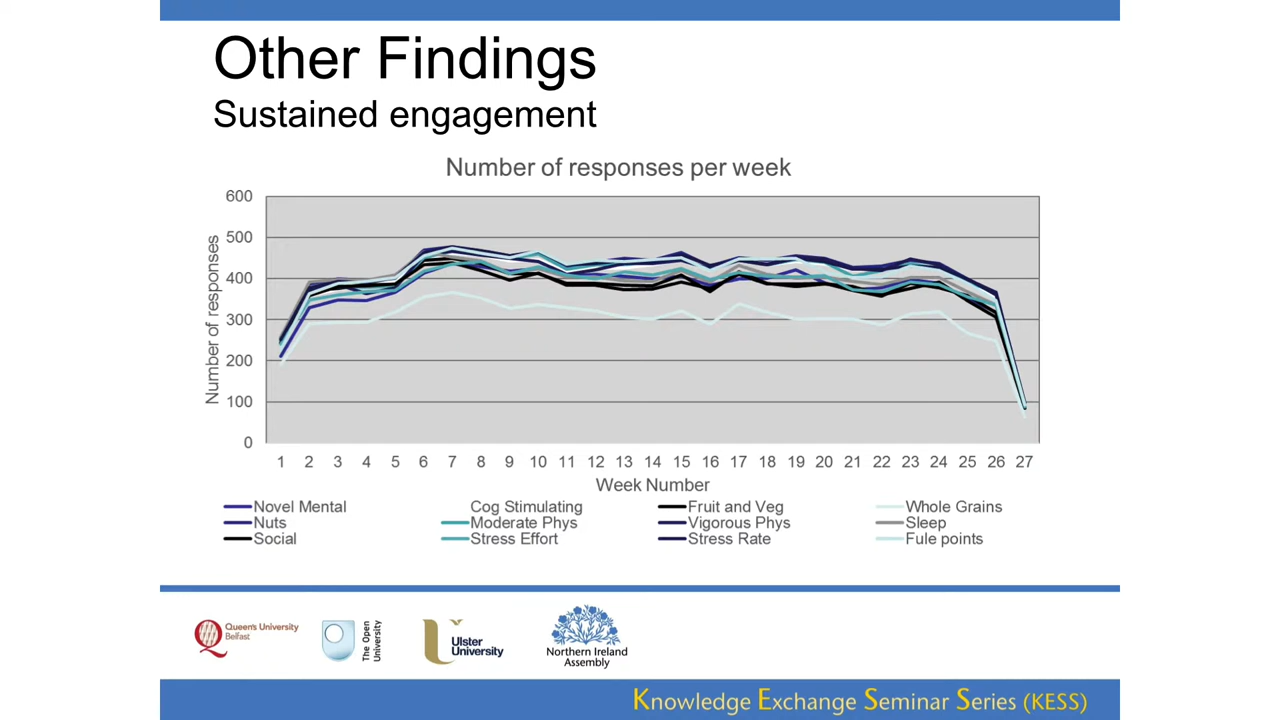 Other Findings
Sustained engagement
Number of responses per week
Number of responses
600
500
400
300
200
100
0
1 2 3 4 5 6 7 8 9 10 11 12 13 14 15 16 17 18 19 20 21 22 23 24 25 26 27
Week Number
Novel Mental Cog Stimulating Fruit and Veg Whole Grains
Nuts Moderate Phys Vigorous Phys Sleep
Social Stress Effort Stress Rate Fule points
Queen's University
Belfast
The Open
University
Ulster
University
Northern Ireland
Assembly
Knowledge Exchange Seminar Series (KESS)